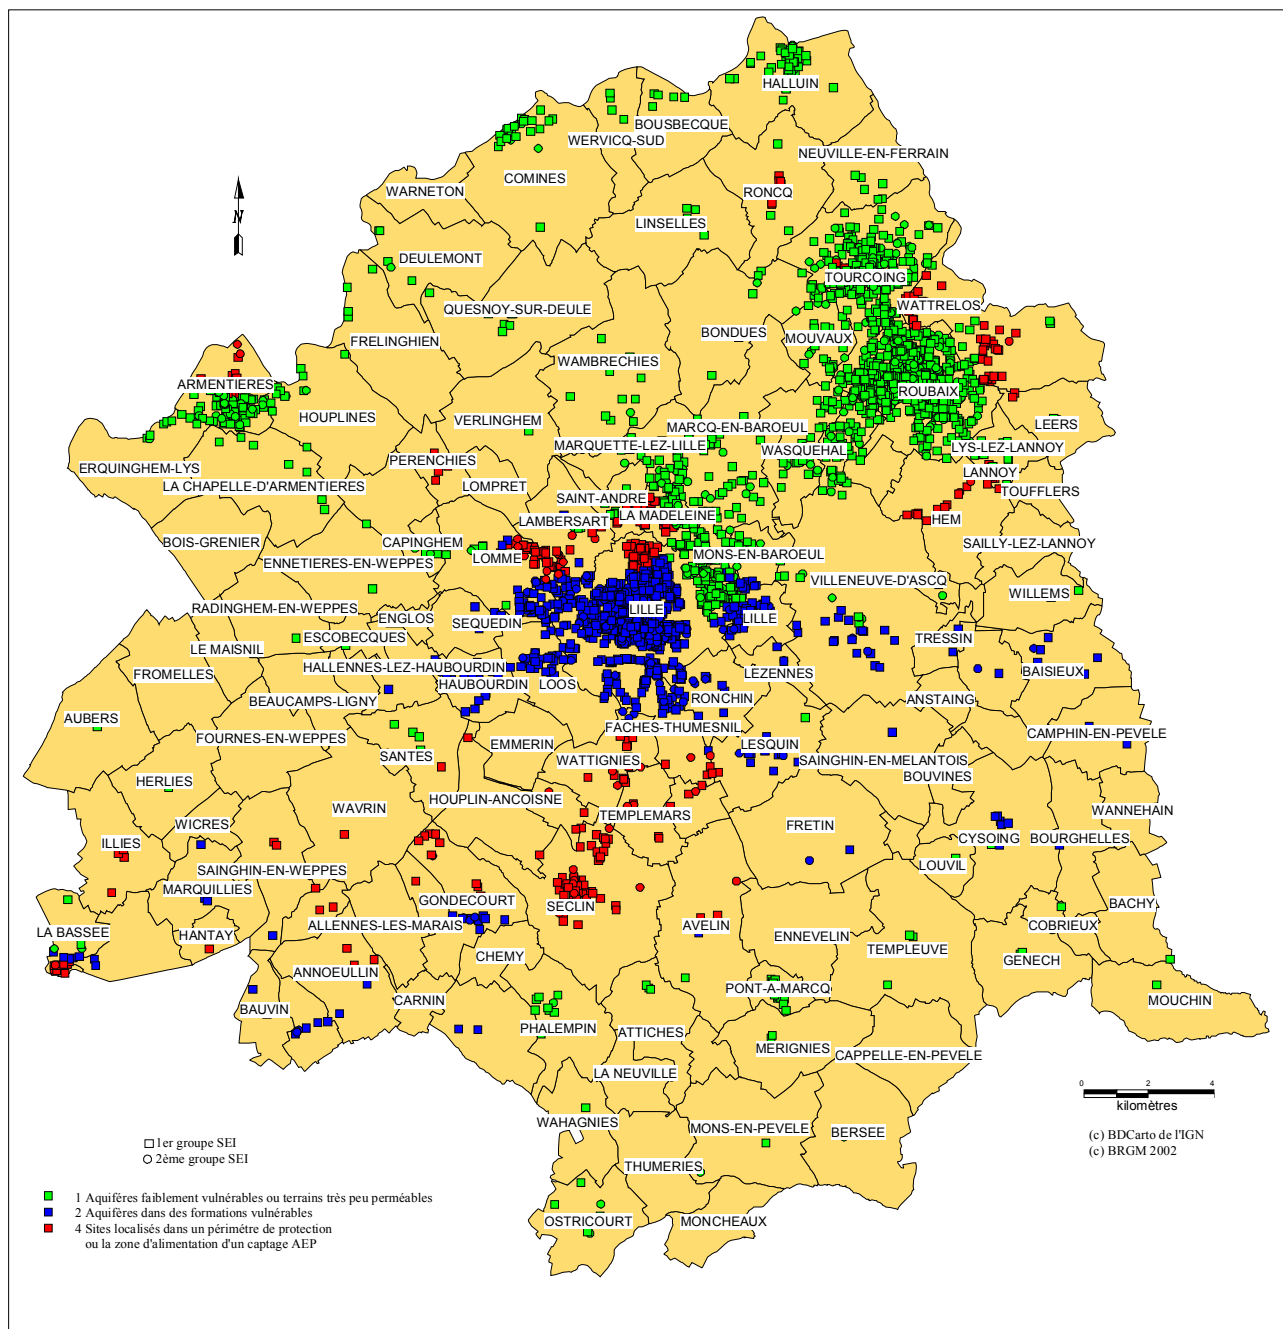 HALLUIN
BOUSBECQUE
WERVICQ-SUD
NEUVILLE-EN-FERRAIN
COMINES
WARNETON
RONCQ
N
LINSELLES
DEULEMONT
TOURCOING
WATTRELOS
QUESNOY-SUR-DEULE
BONDUES
MOUVAUX
FRELINGHIEN
WAMBRECHIES
ARMENTIERES
ROUBAIX
HOUPLINES
VERLINGHEM
LEERS
MARCQ-EN-BAROEUL
MARQUETTE-LEZ-LILLE
WASQUEHAL
LYS-LEZ-LANNOY
PERENCHIES
ERQUINGHEM-LYS
LANNOY
LA CHAPELLE-D'ARMENTIERES
LOMPRET
TOUFFLERS
SAINT-ANDRE
LA MADELEINE
HEM
LAMBERSART
BOIS-GRENIER
CAPINGHEM
SAILLY-LEZ-LANNOY
ENNETIERES-EN-WEPPES
LOMME
MONS-EN-BAROEUL
VILLENEUVE-D'ASCQ
WILLEMS
RADINGHEM-EN-WEPPES
ENGLOS
LILLE
LILLE
SEQUEDIN
ESCOBECQUES
TRESSIN
LE MAISNIL
HALLENNES-LEZ-HAUBOURDIN
FROMELLES
LEZENNES
BAISIEUX
HAUBOURDIN
LOOS
BEAUCAMPS-LIGNY
RONCHIN
ANSTAING
AUBERS
FACHES-THUMESNIL
CAMPHIN-EN-PEVELE
FOURNES-EN-WEPPES
EMMERIN
LESQUIN
SANTES
WATTIGNIES
SAINGHIN-EN-MELANTOIS
BOUVINES
HERLIES
HOUPLIN-ANCOISNE
WAVRIN
WANNEHAIN
TEMPLEMARS
WICRES
FRETIN
ILLIES
CYSOING
BOURGHELLES
SAINGHIN-EN-WEPPES
LOUVIL
MARQUILLIES
GONDECOURT
BACHY
SECLIN
ALLENNES-LES-MARAIS
AVELIN
COBRIEUX
LA BASSEE
HANTAY
ENNEVELIN
TEMPLEUVE
CHEMY
GENECH
ANNOEULLIN
PONT-A-MARCQ
CARNIN
MOUCHIN
BAUVIN
PHALEMPIN
ATTICHES
MERIGNIES
CAPPELLE-EN-PEVELE
LA NEUVILLE
WAHAGNIES
MONS-EN-PEVELE
BERSEE
THUMERIES
OSTRICOURT
MONCHEAUX
0 2 4
kilomètres
(c) BDCarto de l'IGN
(c) BRGM 2002
1er groupe SEI
2ème groupe SEI
1 Aquifères faiblement vulnérables ou terrains très peu perméables
2 Aquifères dans des formations vulnérables
4 Sites localisés dans un périmètre de protection
ou la zone d'alimentation d'un captage AEP